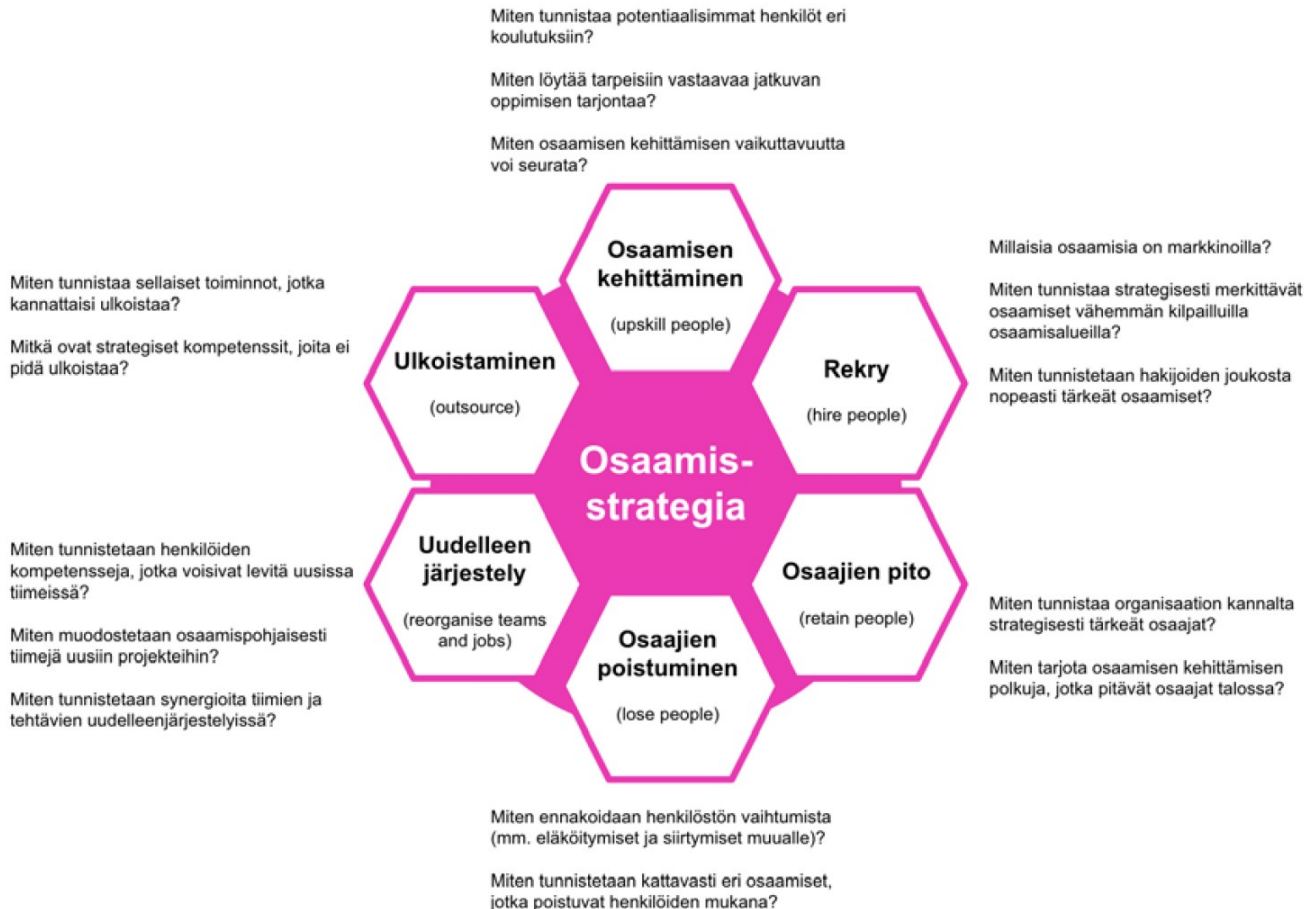 Miten tunnistaa potentiaalisimmat henkilöt eri
koulutuksiin?
Miten löytää tarpeisiin vastaavaa jatkuvan
oppimisen tarjontaa?
Miten osaamisen kehittämisen vaikuttavuutta
voi seurata?
Osaamisen
kehittäminen
(upskill people)
Millaisia osaamisia on markkinoilla?
Miten tunnistaa strategisesti merkittävät
osaamiset vähemmän kilpailluilla
osaamisalueilla?
Miten tunnistetaan hakijoiden joukosta
nopeasti tärkeät osaamiset?
Rekry
(hire people)
Miten tunnistaa sellaiset toiminnot, jotka
kannattaisi ulkoistaa?
Mitkä ovat strategiset kompetenssit, joita ei
pidä ulkoistaa?
Ulkoistaminen
(outsource)
Osaamis-
strategia
Miten tunnistetaan henkilöiden
kompetensseja, jotka voisivat levitä uusissa
tiimeissä?
Miten muodostetaan osaamispohjaisesti
tiimejä uusiin projekteihin?
Miten tunnistetaan synergioita tiimien ja
tehtävien uudelleenjärjestelyissä?
Uudelleen
järjestely
(reorganise teams
and jobs)
Osaajien pito
(retain people)
Miten tunnistaa organisaation kannalta
strategisesti tärkeät osaajat?
Miten tarjota osaamisen kehittämisen
polkuja, jotka pitävät osaajat talossa?
Osaajien
poistuminen
(lose people)
Miten ennakoidaan henkilöstön vaihtumista
(mm. eläköitymiset ja siirtymiset muualle)?
Miten tunnistetaan kattavasti eri osaamiset,
jotka poistuvat henkilöiden mukana?